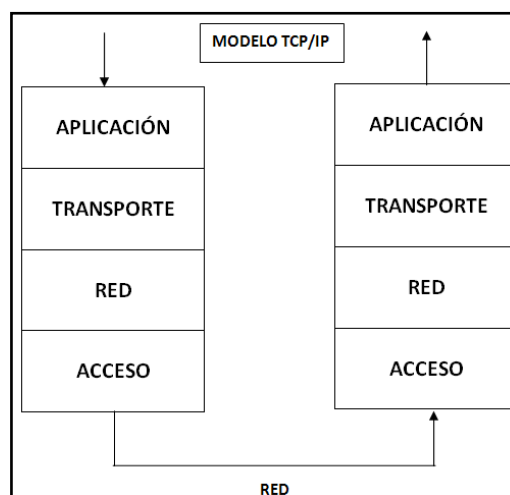 MODELO TCP/IP
APLICACIÓN
TRANSPORTE
RED
ACCESO
APLICACIÓN
TRANSPORTE
RED
ACCESO
RED